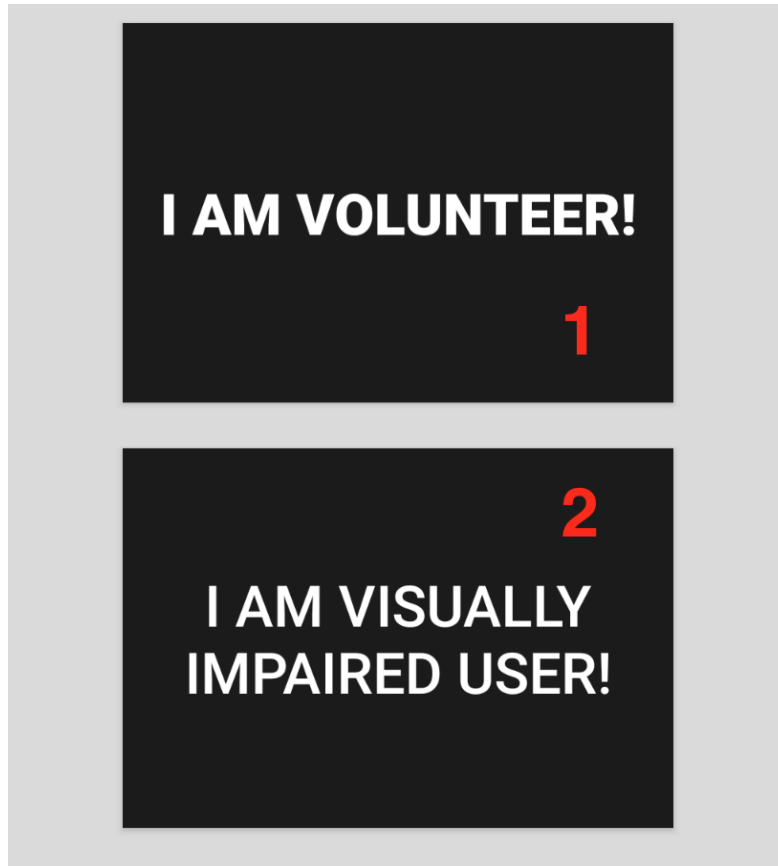 I AM VOLUNTEER!
1
2
I AM VISUALLY
IMPAIRED USER!